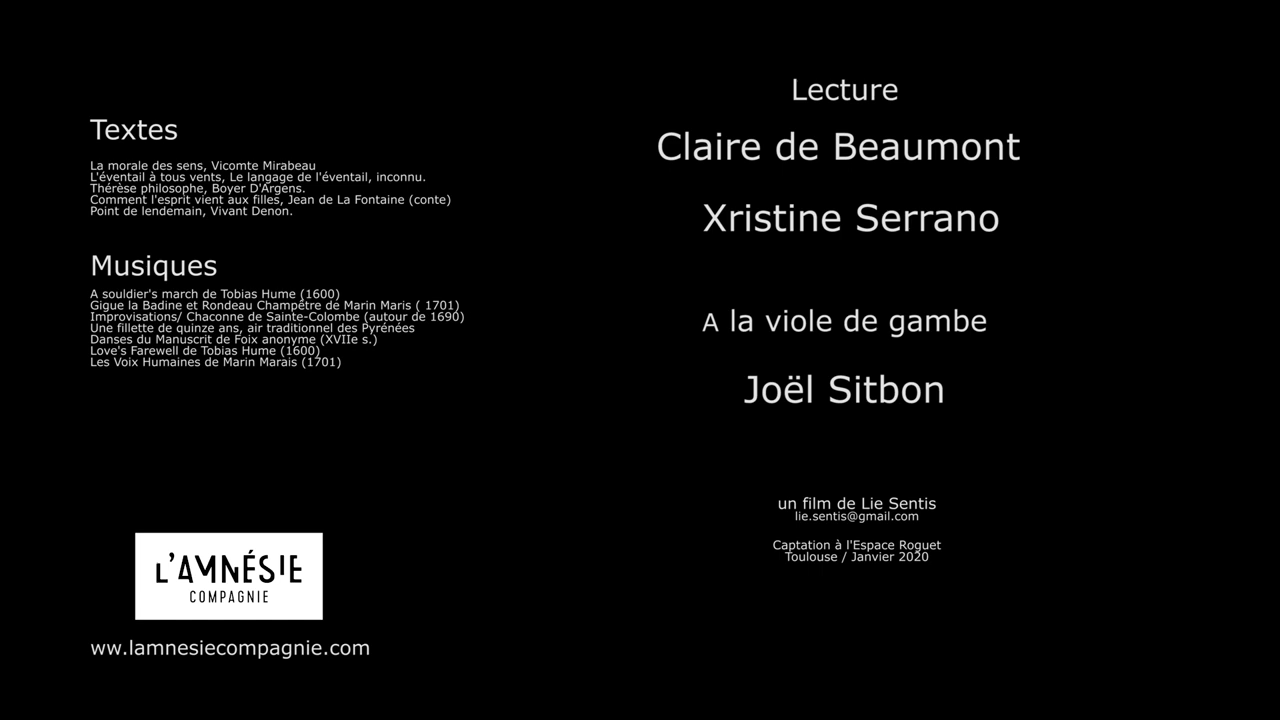 Textes
La morale des sens, Vicomte Mirabeau
L'éventail à tous vents, Le langage de l'éventail, inconnu.
Thérèse philosophe, Boyer D'Argens.
Comment l'esprit vient aux filles, Jean de La Fontaine (conte)
Point de lendemain, Vivant Denon.
Musiques
A souldier's march de Tobias Hume (1600)
Gigue la Badine et Rondeau Champêtre de Marin Maris ( 1701)
Improvisations/ Chaconne de Sainte-Colombe (autour de 1690)
Une fillette de quinze ans, air traditionnel des Pyrénées
Danses du Manuscrit de Foix anonyme (XVIIe s.)
Love's Farewell de Tobias Hume (1600)
Les Voix Humaines de Marin Marais (1701)
L'AMNÉSIE
COMPAGNIE
ww.lamnesiecompagnie.com
Lecture
Claire de Beaumont
Xristine Serrano
A la viole de gambe
Joël Sitbon
un film de Lie Sentis
lie.sentis@gmail.com
Captation à l'Espace Roguet
Toulouse / Janvier 2020